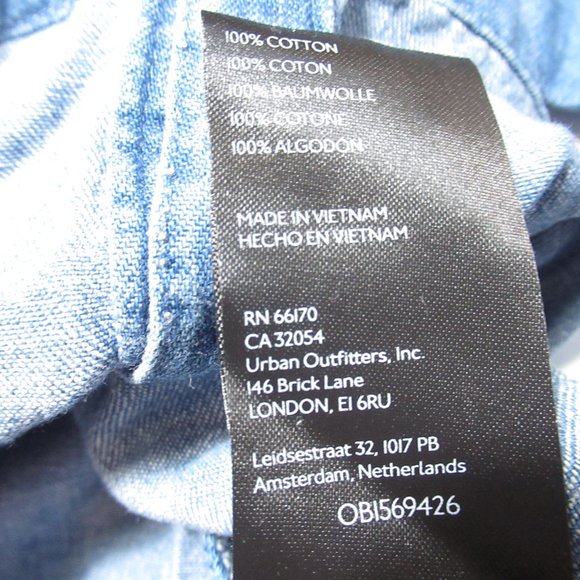 100% COTTON
100% COTON
100% BAUMWOLLE
100% COTONE
100% ALGODON
MADE IN VIETNAM
HECHO EN VIETNAM
RN 66170
CA 32054
Urban Outfitters, Inc.
146 Brick Lane
LONDON, E1 6RU
Leidsestraat 32, 1017 PB
Amsterdam, Netherlands
OB1569426